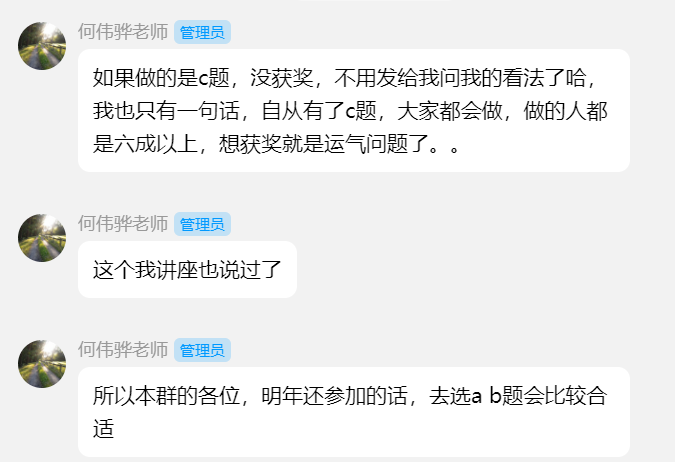 何伟骅老师 管理员
如果做的是c题，没获奖，不用发给我问我的看法了哈，
我也只有一句话，自从有了c题，大家都会做，做的人都
是六成以上，想获奖就是运气问题了。。
何伟骅老师 管理员
这个我讲座也说过了
何伟骅老师 管理员
所以本群的各位，明年还参加的话，去选a b题会比较合
适